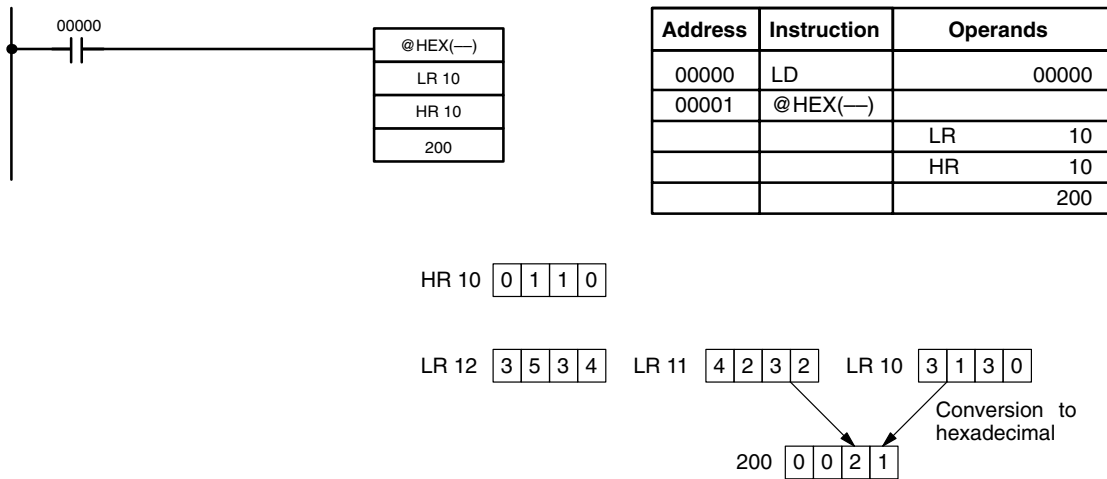 00000
@HEX(––)
LR 10
HR 10
200
Address Instruction Operands
00000 LD 00000
00001 @HEX(––)
LR 10
HR 10
200
HR 10 0 1 1 0
LR 12 3 5 3 4 LR 11 4 2 3 2 LR 10 3 1 3 0
Conversion to
hexadecimal
200 0 0 2 1